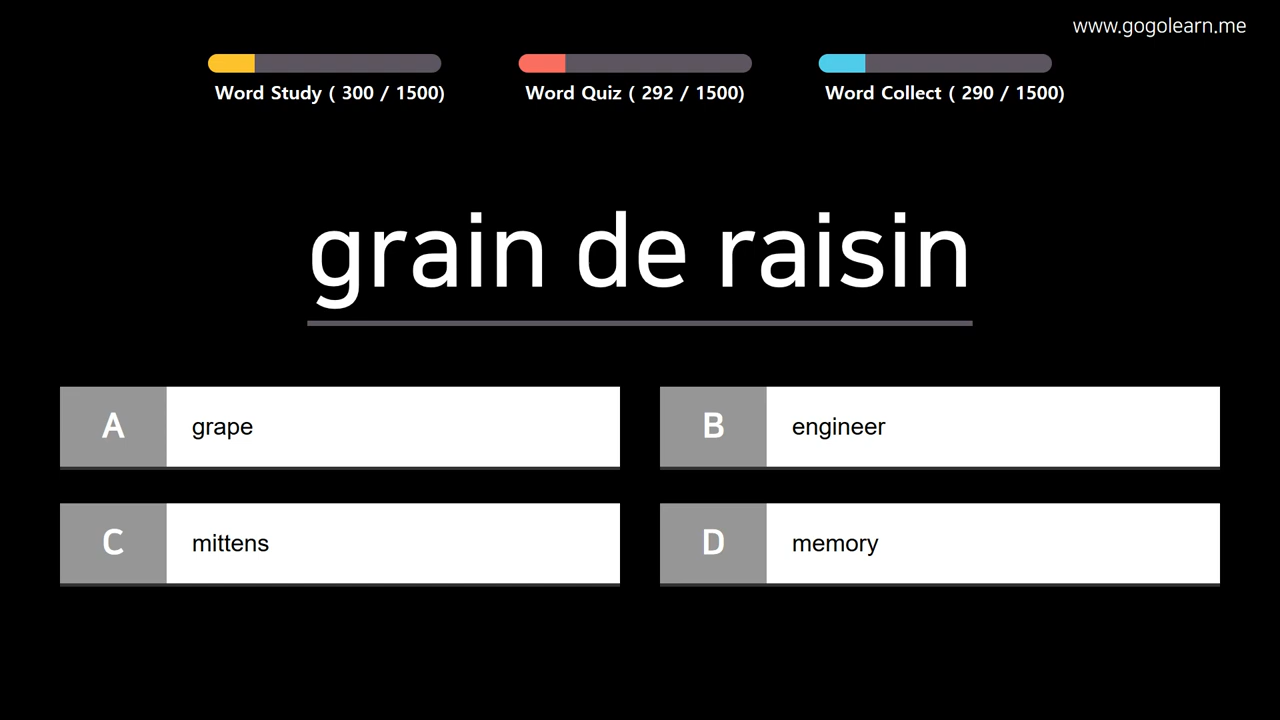 www.gogolearn.me
Word Study ( 300 / 1500)
Word Quiz ( 292 / 1500)
Word Collect ( 290 / 1500)
grain de raisin
A grape
B engineer
C mittens
D memory